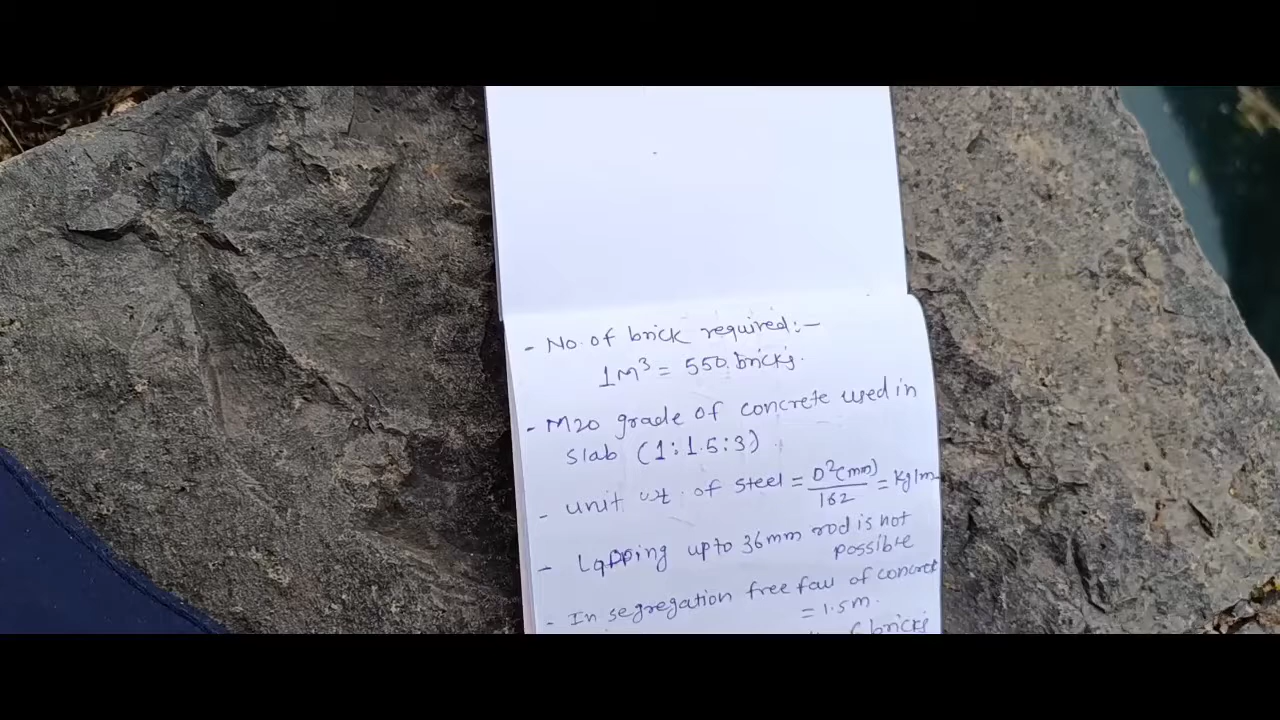 - No. of brick required:-
1M³ = 550 bricks.
- M20 grade of concrete used in
slab (1:1.5:3).
- unit wt. of steel = D²(mm)/162 = Kg/m
- Lapping upto 36mm rod is not
possible
- In segregation free fall of concrete
= 1.5m.
of bricks